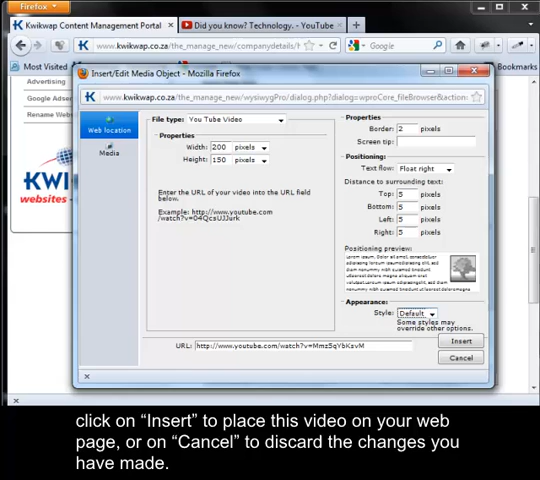 Firefox
Kwikwap Content Management Portal
Did you know? Technology. - YouTube
www.kwikwap.co.za/the_manage_new/companydetails/
Google
Most Visited
Bookmarks
Advertising
Google Adsen
Rename Webs
KWI
websites -
Insert/Edit Media Object - Mozilla Firefox
www.kwikwap.co.za/the_manage_new/wysiwygPro/dialog.php?dialog=wproCore_fileBrowser&action=
Web location
Media
File type: You Tube Video
Properties
Width: 200 pixels
Height: 150 pixels
Enter the URL of your video into the URL field
below.
Example: http://www.youtube.com
/watch?v=04QcsUJJurk
Properties
Border: 2 pixels
Screen tip:
Positioning:
Text flow: Float right
Distance to surrounding text:
Top: 5 pixels
Bottom: 5 pixels
Left: 5 pixels
Right: 5 pixels
Positioning preview:
Appearance:
Style: Default
Some styles may
override other options.
URL: http://www.youtube.com/watch?v=Mmz5qYbKsvM
Insert
Cancel
click on “Insert” to place this video on your web
page, or on “Cancel” to discard the changes you
have made.